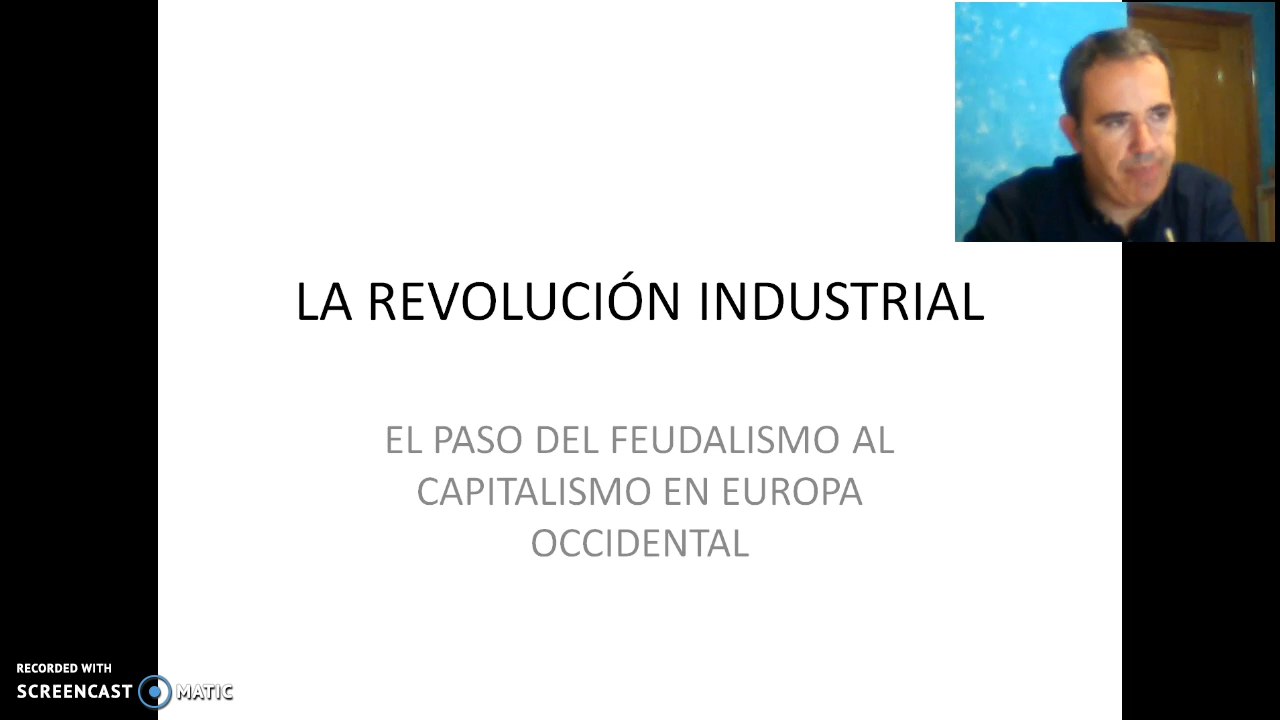 LA REVOLUCIÓN INDUSTRIAL
EL PASO DEL FEUDALISMO AL
CAPITALISMO EN EUROPA
OCCIDENTAL
RECORDED WITH
SCREENCAST MATIC